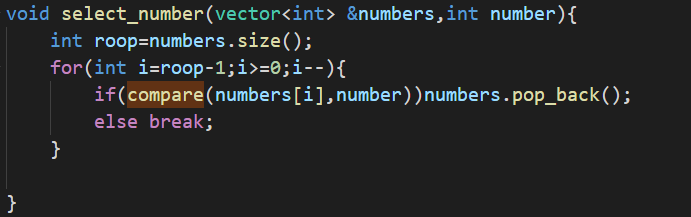 void select_number(vector<int> &numbers,int number){
    int roop=numbers.size();
    for(int i=roop-1;i>=0;i--){
        if(compare(numbers[i],number))numbers.pop_back();
        else break;
    }
}